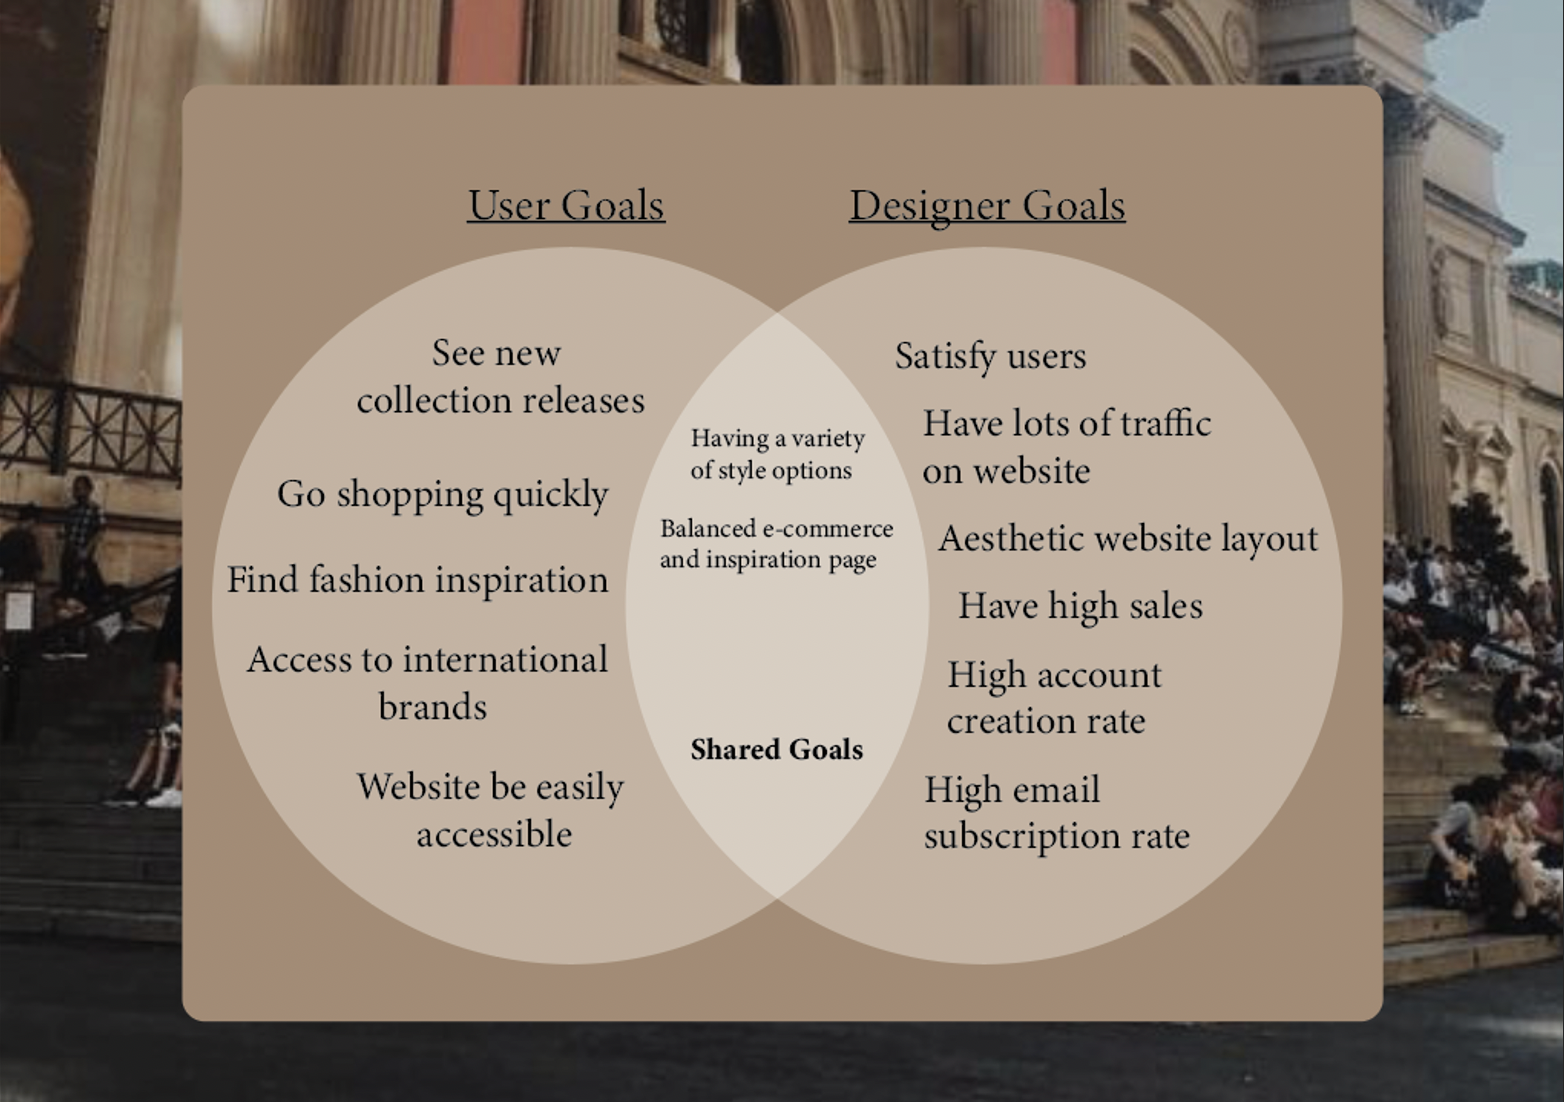 User Goals
Designer Goals
See new
collection releases
Go shopping quickly
Find fashion inspiration
Access to international
brands
Website be easily
accessible
Having a variety
of style options
Balanced e-commerce
and inspiration page
Shared Goals
Satisfy users
Have lots of traffic
on website
Aesthetic website layout
Have high sales
High account
creation rate
High email
subscription rate